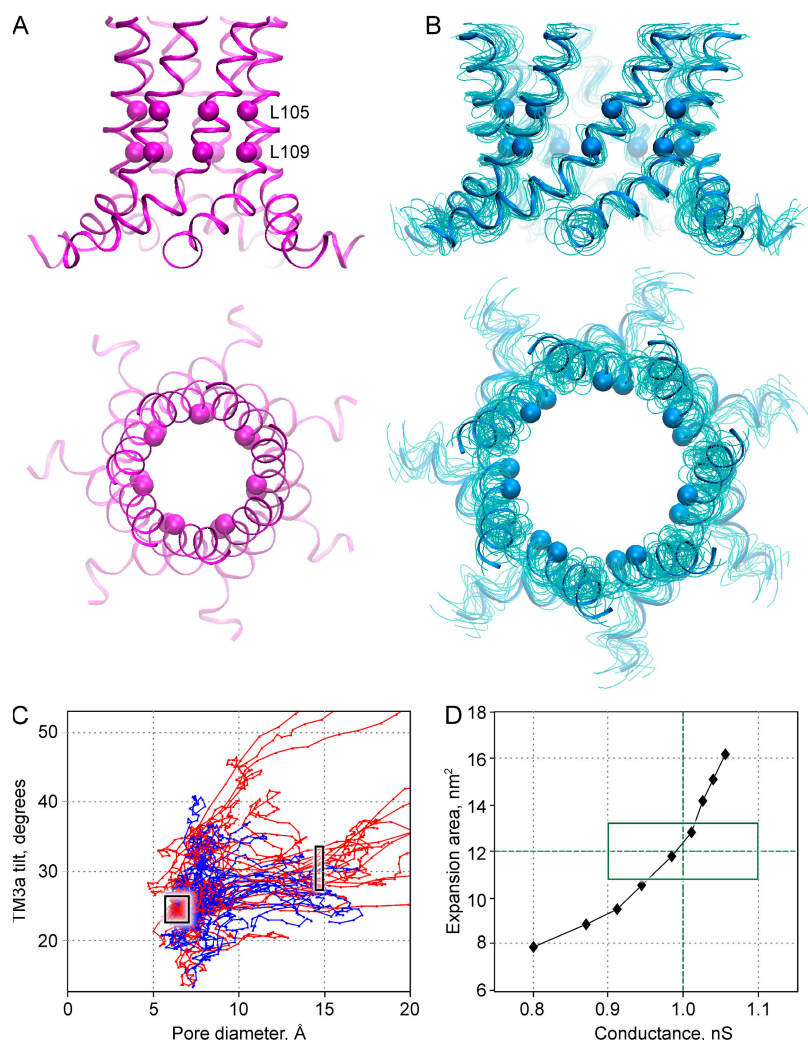 A
B
L105
L109
C
TM3a tilt, degrees
50
40
30
20
0
5
10
15
20
Pore diameter, Å
D
Expansion area, nm²
18
16
14
12
10
8
6
0.8
0.9
1.0
1.1
Conductance, nS